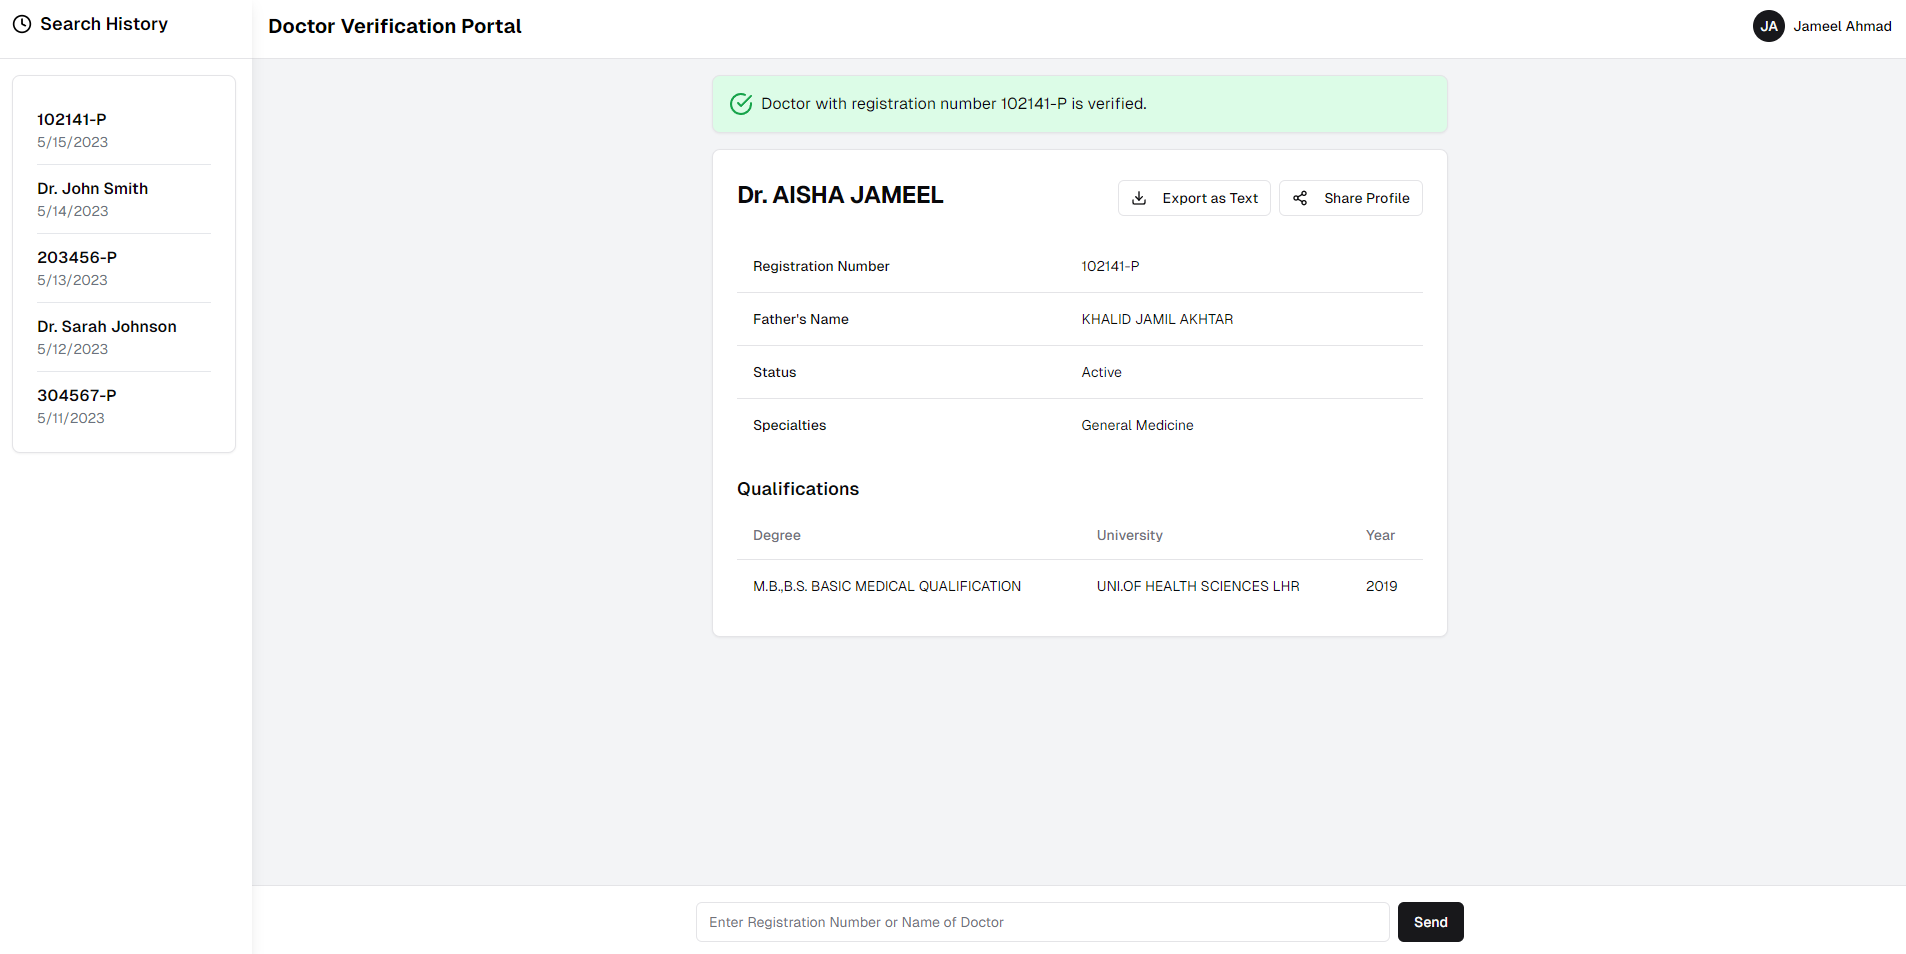 Search History
Doctor Verification Portal
JA
Jameel Ahmad
102141-P
5/15/2023
Dr. John Smith
5/14/2023
203456-P
5/13/2023
Dr. Sarah Johnson
5/12/2023
304567-P
5/11/2023
Doctor with registration number 102141-P is verified.
Dr. AISHA JAMEEL
Export as Text
Share Profile
Registration Number 102141-P
Father's Name KHALID JAMIL AKHTAR
Status Active
Specialties General Medicine
Qualifications
Degree University Year
M.B.,B.S. BASIC MEDICAL QUALIFICATION UNI.OF HEALTH SCIENCES LHR 2019
Enter Registration Number or Name of Doctor
Send